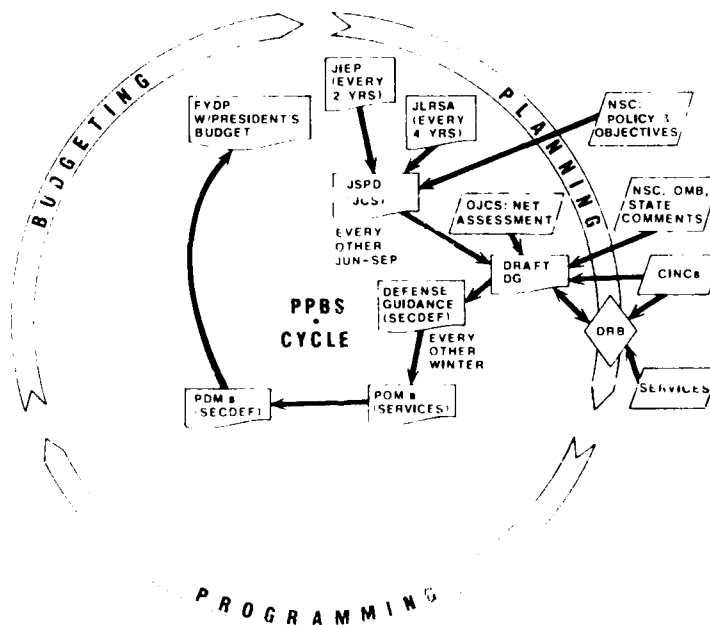 BUDGETING
PLANNING
PROGRAMMING
FYDP
W/PRESIDENT'S
BUDGET
JIEP
(EVERY
2 YRS)
JLRSA
(EVERY
4 YRS)
NSC:
POLICY &
OBJECTIVES
JSPD
(JCS)
EVERY
OTHER
JUN-SEP
OJCS: NET
ASSESSMENT
NSC, OMB,
STATE
COMMENTS
DRAFT
DG
CINCs
DEFENSE
GUIDANCE
(SECDEF)
EVERY
OTHER
WINTER
DRB
SERVICES
PPBS
CYCLE
PDMs
(SECDEF)
POMs
(SERVICES)